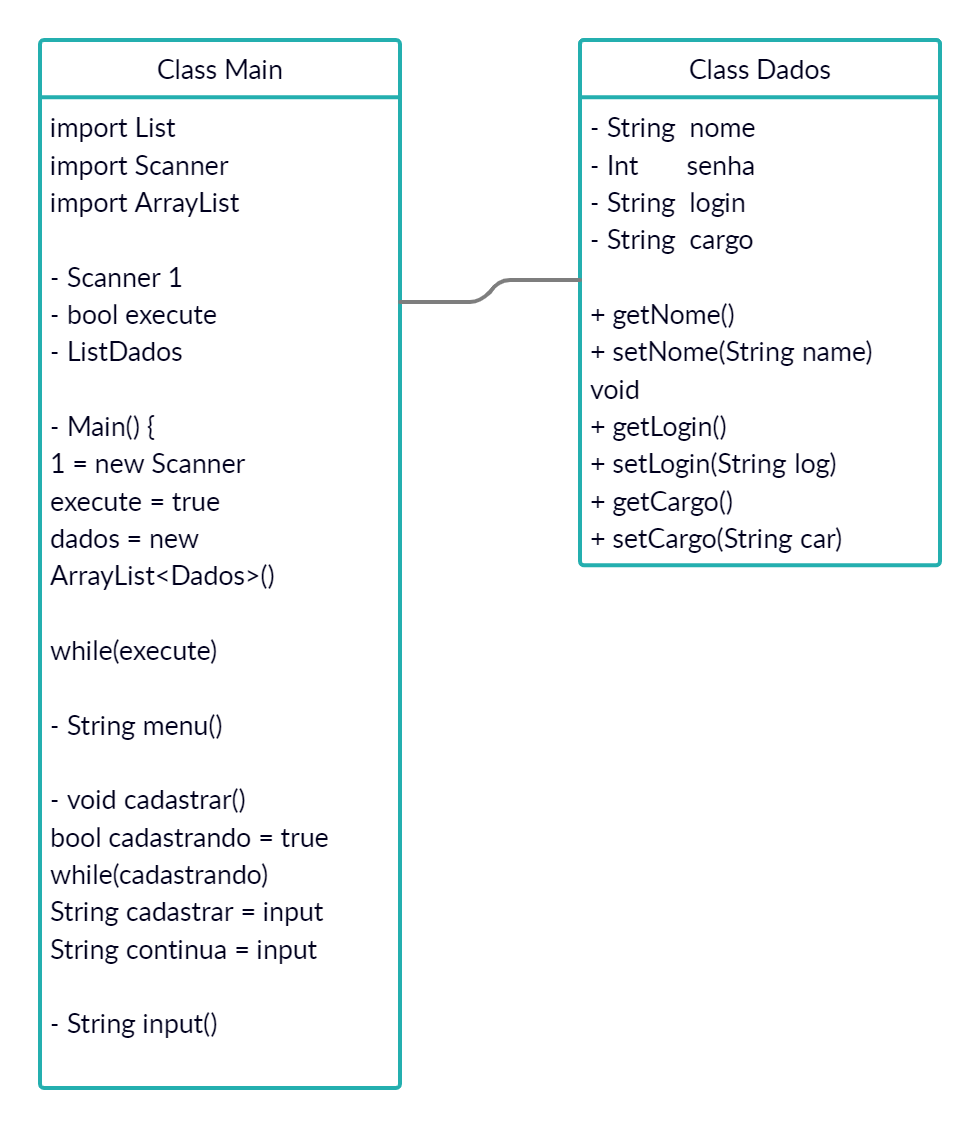 Class Main
import List
import Scanner
import ArrayList
- Scanner 1
- bool execute
- ListDados
- Main() {
1 = new Scanner
execute = true
dados = new
ArrayList<Dados>()
while(execute)
- String menu()
- void cadastrar()
bool cadastrando = true
while(cadastrando)
String cadastrar = input
String continua = input
- String input()
Class Dados
- String nome
- Int senha
- String login
- String cargo
+ getNome()
+ setNome(String name)
void
+ getLogin()
+ setLogin(String log)
+ getCargo()
+ setCargo(String car)